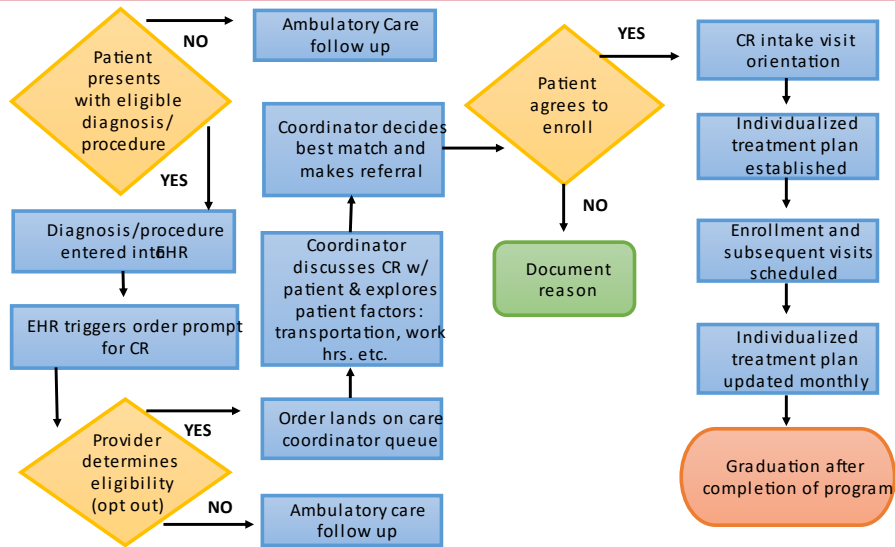 Patient
presents
with eligible
diagnosis/
procedure
NO
Ambulatory Care
follow up
YES
Diagnosis/procedure
entered into EHR
EHR triggers order prompt
for CR
Provider
determines
eligibility
(opt out)
YES
Order lands on care
coordinator queue
NO
Ambulatory care
follow up
Coordinator
discusses CR w/
patient & explores
patient factors:
transportation, work
hrs. etc.
Coordinator decides
best match and
makes referral
Patient
agrees to
enroll
NO
Document
reason
YES
CR intake visit
orientation
Individualized
treatment plan
established
Enrollment and
subsequent visits
scheduled
Individualized
treatment plan
updated monthly
Graduation after
completion of program